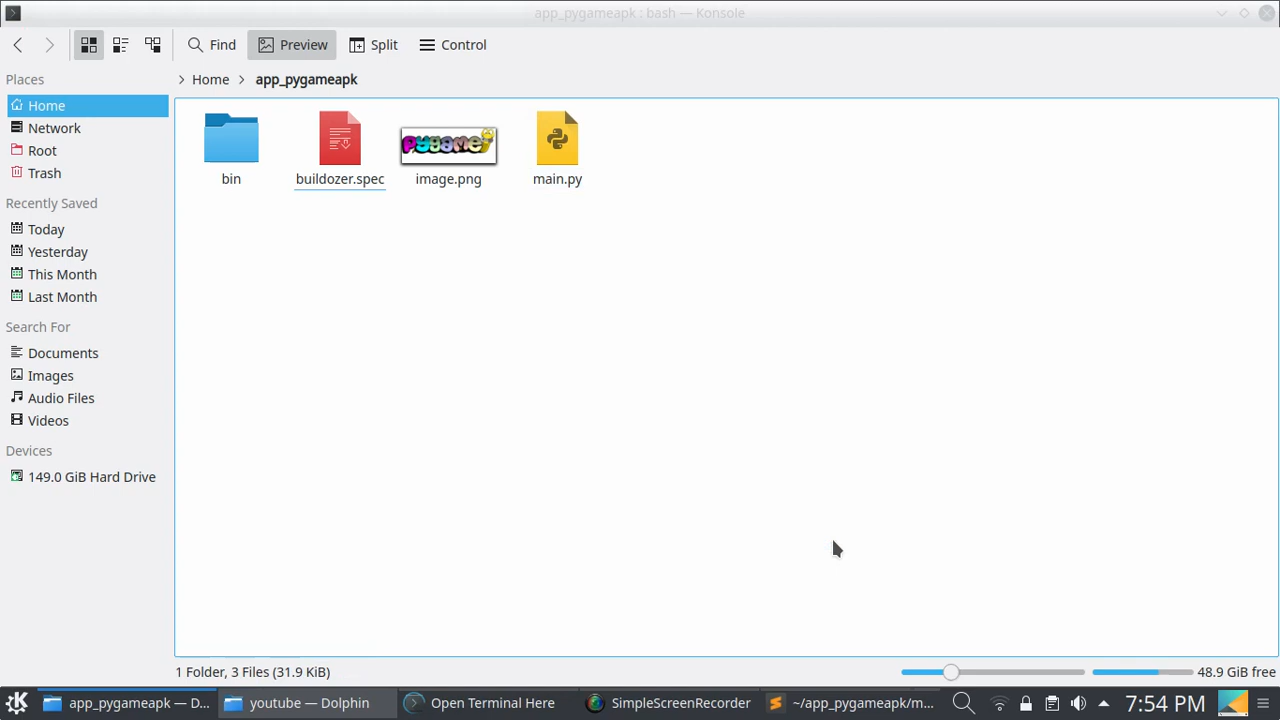 app_pygameapk : bash — Konsole
Find
Preview
Split
Control
Places
Home
app_pygameapk
Home
Network
Root
Trash
Recently Saved
Today
Yesterday
This Month
Last Month
Search For
Documents
Images
Audio Files
Videos
Devices
149.0 GiB Hard Drive
pygame
bin
buildozer.spec
image.png
main.py
1 Folder, 3 Files (31.9 KiB)
48.9 GiB free
app_pygameapk — D...
youtube — Dolphin
Open Terminal Here
SimpleScreenRecorder
~/app_pygameapk/m...
7:54 PM